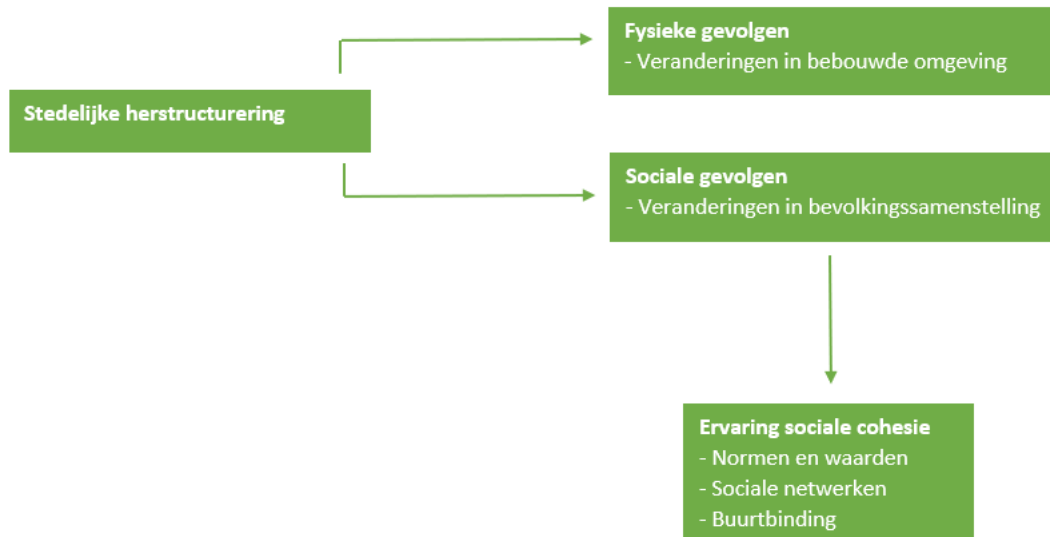 Fysieke gevolgen
- Veranderingen in bebouwde omgeving
Stedelijke herstructurering
Sociale gevolgen
- Veranderingen in bevolkingssamenstelling
Ervaring sociale cohesie
- Normen en waarden
- Sociale netwerken
- Buurtbinding